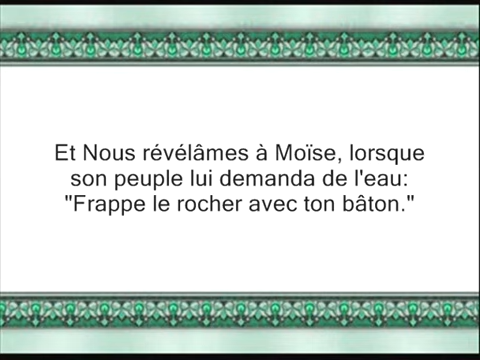 Et Nous révélâmes à Moïse, lorsque
son peuple lui demanda de l'eau:
"Frappe le rocher avec ton bâton."